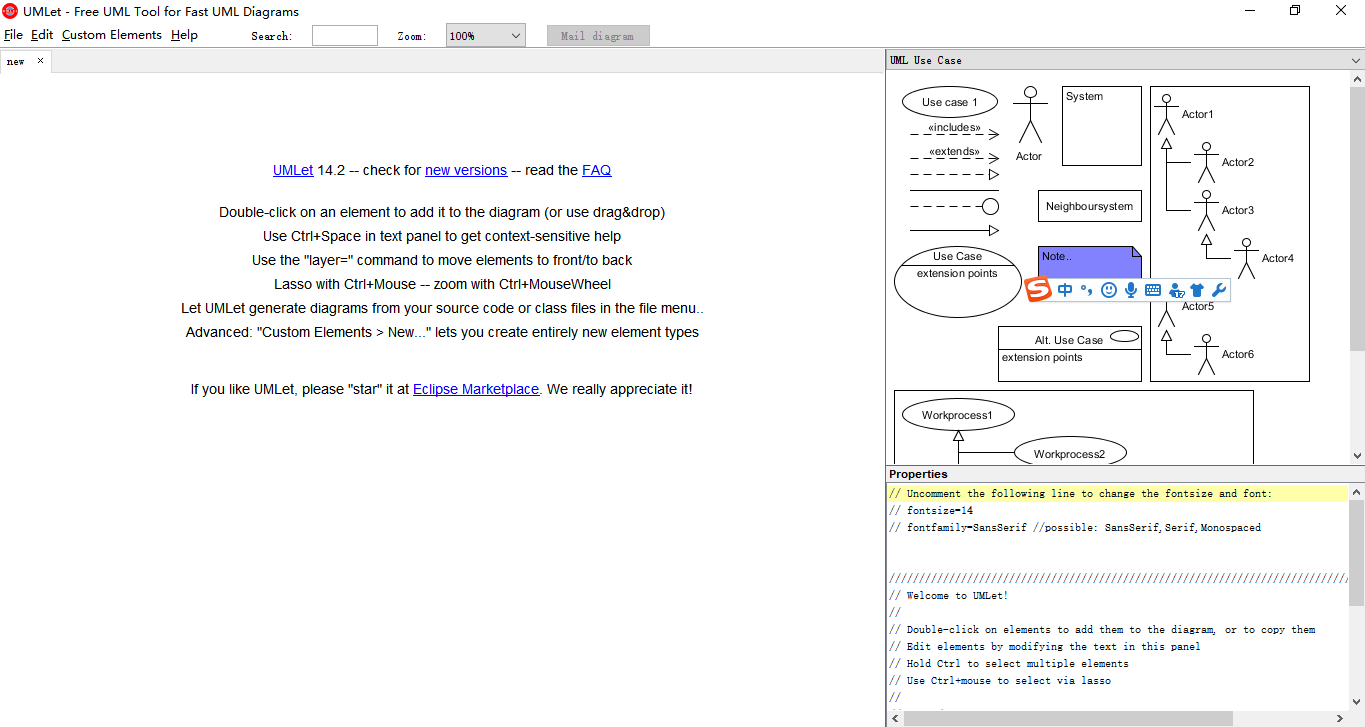 UMLet - Free UML Tool for Fast UML Diagrams
File Edit Custom Elements Help Search: Zoom: 100% Mail diagram
new
UML Use Case
UMLet 14.2 -- check for new versions -- read the FAQ
Double-click on an element to add it to the diagram (or use drag&drop)
Use Ctrl+Space in text panel to get context-sensitive help
Use the "layer=" command to move elements to front/to back
Lasso with Ctrl+Mouse -- zoom with Ctrl+MouseWheel
Let UMLet generate diagrams from your source code or class files in the file menu..
Advanced: "Custom Elements > New..." lets you create entirely new element types
If you like UMLet, please "star" it at Eclipse Marketplace. We really appreciate it!
Use case 1
«includes»
«extends»
Actor
System
Neighboursystem
Use Case
extension points
Note..
中
Alt. Use Case
extension points
Actor1
Actor2
Actor3
Actor4
Actor5
Actor6
Workprocess1
Workprocess2
Properties
// Uncomment the following line to change the fontsize and font:
// fontsize=14
// fontfamily=SansSerif //possible: SansSerif,Serif,Monospaced
// Welcome to UMLet!
//
// Double-click on elements to add them to the diagram, or to copy them
// Edit elements by modifying the text in this panel
// Hold Ctrl to select multiple elements
// Use Ctrl+mouse to select via lasso
//